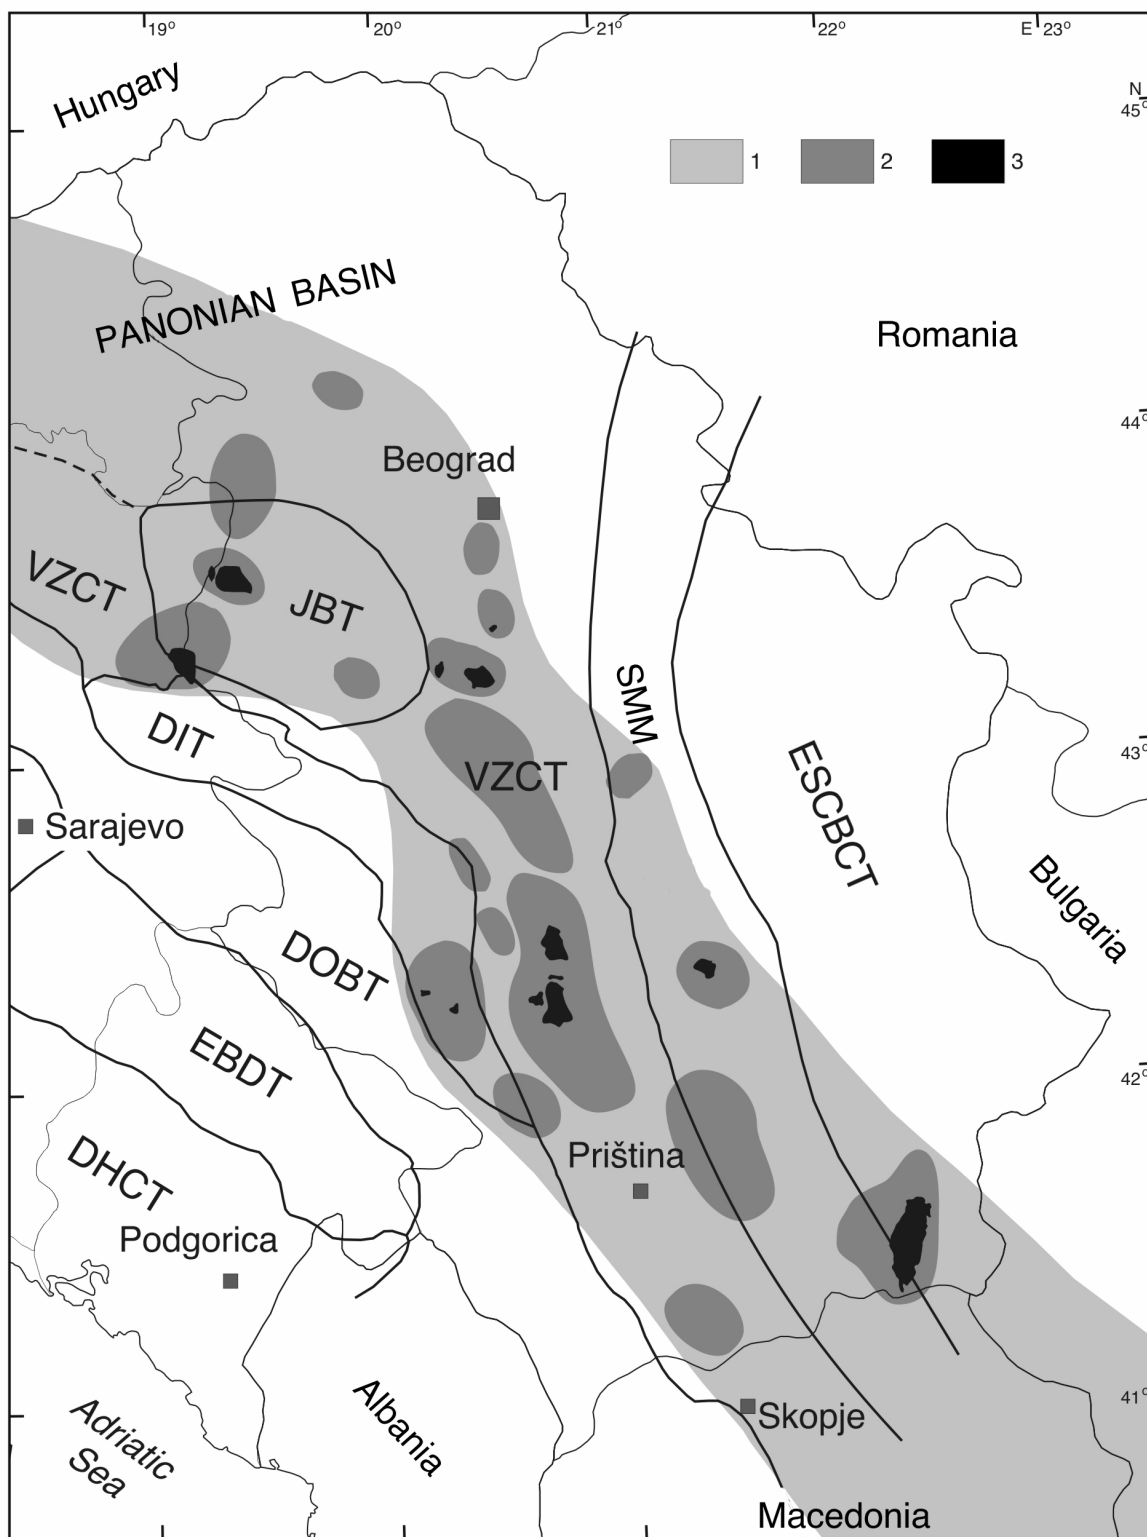 19°
20°
21°
22°
E 23°
Hungary
N
45°
1
2
3
PANONIAN BASIN
Romania
44°
Beograd
VZCT
JBT
SMM
DIT
43°
VZCT
ESCBCT
Sarajevo
Bulgaria
DOBT
EBDT
42°
DHCT
Priština
Podgorica
41°
Albania
Adriatic
Sea
Skopje
Macedonia